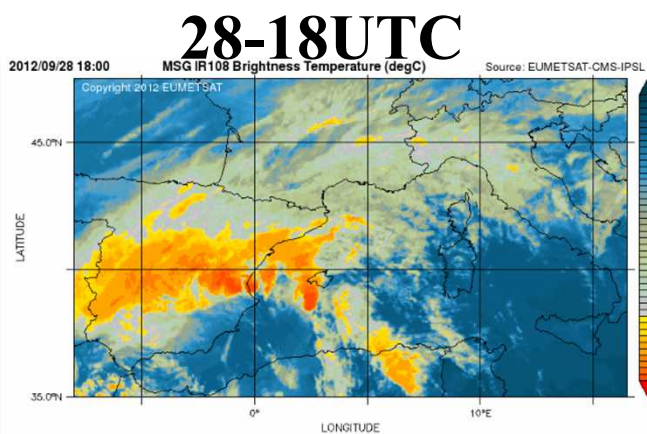 28-18UTC
2012/09/28 18:00 MSG IR108 Brightness Temperature (degC) Source: EUMETSAT-CMS-IPSL
Copyright 2012 EUMETSAT
45.0°N
LATITUDE
35.0°N
0° 10°E
LONGITUDE